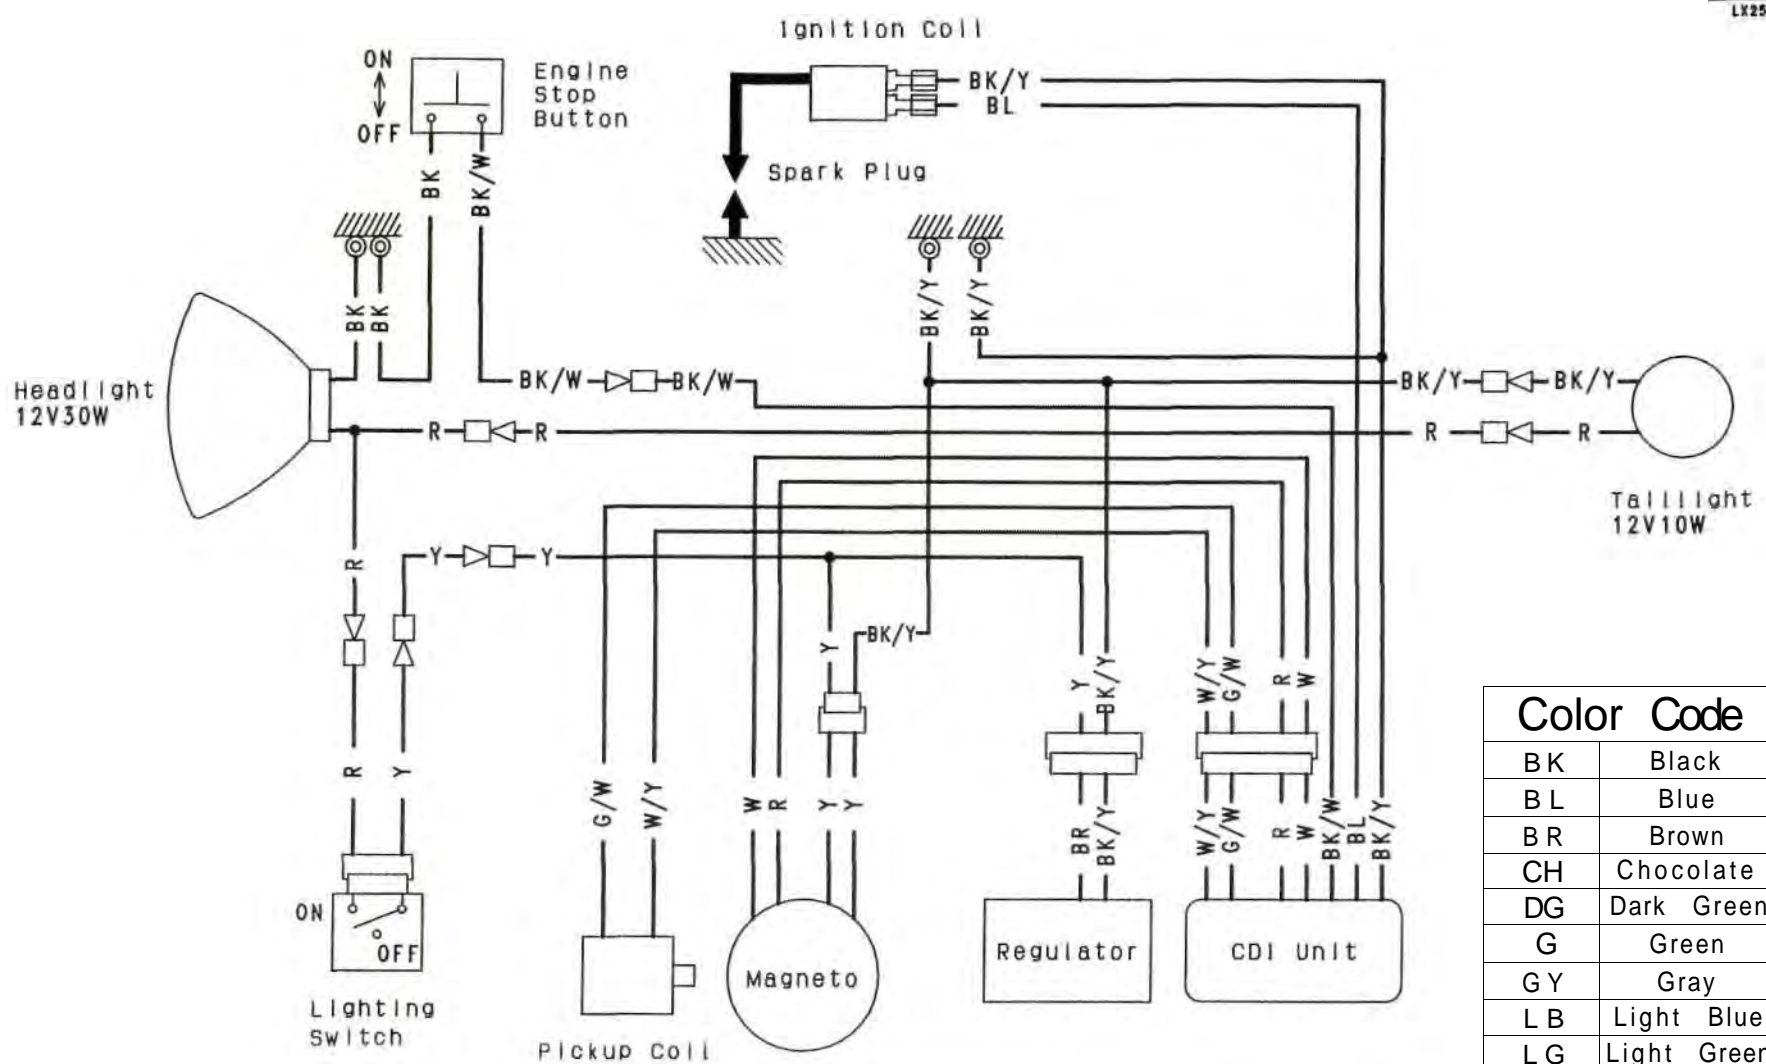 LX25
Ignition Coil
ON
OFF
Engine
Stop
Button
BK/Y
BL
Spark Plug
BK
BK/W
BK
BK
BK/Y
BK/Y
Headlight
12V30W
BK/W
BK/W
BK/Y
BK/Y
R
R
R
R
Taillight
12V10W
R
Y
Y
Y
BK/Y
Y
BK/Y
W/Y
G/W
R
W
R
Y
G/W
W/Y
W
R
Y
Y
BR
BK/Y
W/Y
G/W
R
W
BK/W
BL
BK/Y
ON
OFF
Lighting
Switch
Pickup Coil
Magneto
Regulator
CDI Unit
Color Code
BK Black
BL Blue
BR Brown
CH Chocolate
DG Dark Green
G Green
GY Gray
LB Light Blue
LG Light Green